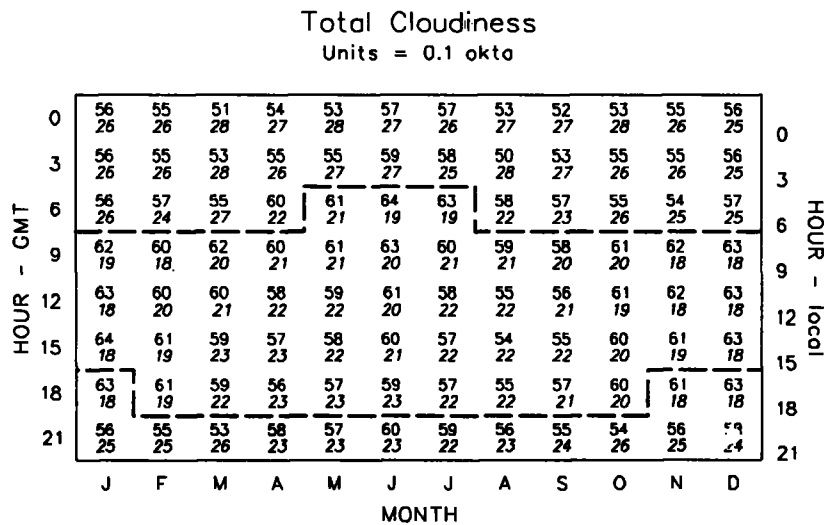 Total Cloudiness
Units = 0.1 okta
0 56 55 51 54 53 57 57 53 52 53 55 56 0
26 26 28 27 28 27 26 27 27 28 26 25
3 56 55 53 55 55 59 58 50 53 55 55 56 3
26 26 28 26 27 27 25 28 27 26 26 25
6 56 57 55 60 61 64 63 58 57 55 54 57 6
26 24 27 22 21 19 19 22 23 26 25 25
9 62 60 62 60 61 63 60 59 58 61 62 63 9
19 18 20 21 21 20 21 21 20 20 18 18
12 63 60 60 58 59 61 58 55 56 61 62 63 12
18 20 21 22 22 20 22 22 21 19 18 18
15 64 61 59 57 58 60 57 54 55 60 61 63 15
18 19 23 23 22 21 22 22 22 20 19 18
18 63 61 59 56 57 59 57 55 57 60 61 63 18
18 19 22 23 23 23 22 22 21 20 18 18
21 56 55 53 58 57 60 59 56 55 54 56 21
25 25 26 23 23 23 22 23 24 26 25
J F M A M J J A S O N D
MONTH
HOUR - GMT
HOUR - local